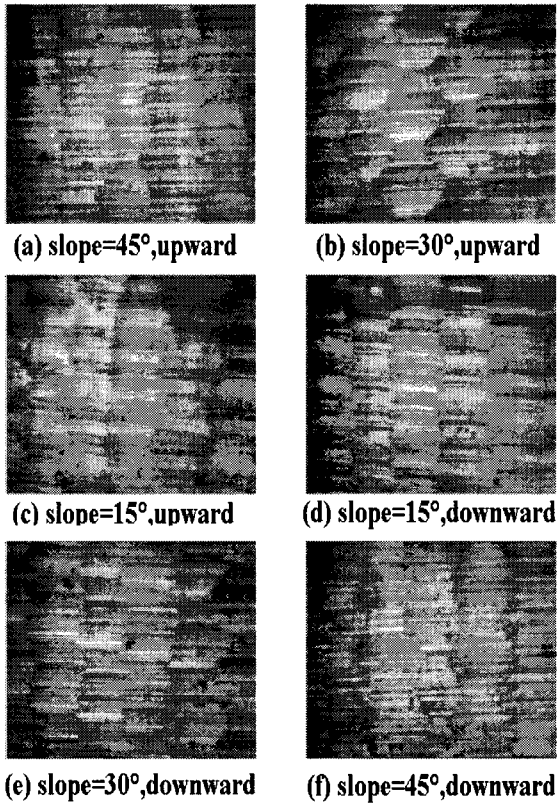 (a) slope=45°,upward
(b) slope=30°,upward
(c) slope=15°,upward
(d) slope=15°,downward
(e) slope=30°,downward
(f) slope=45°,downward